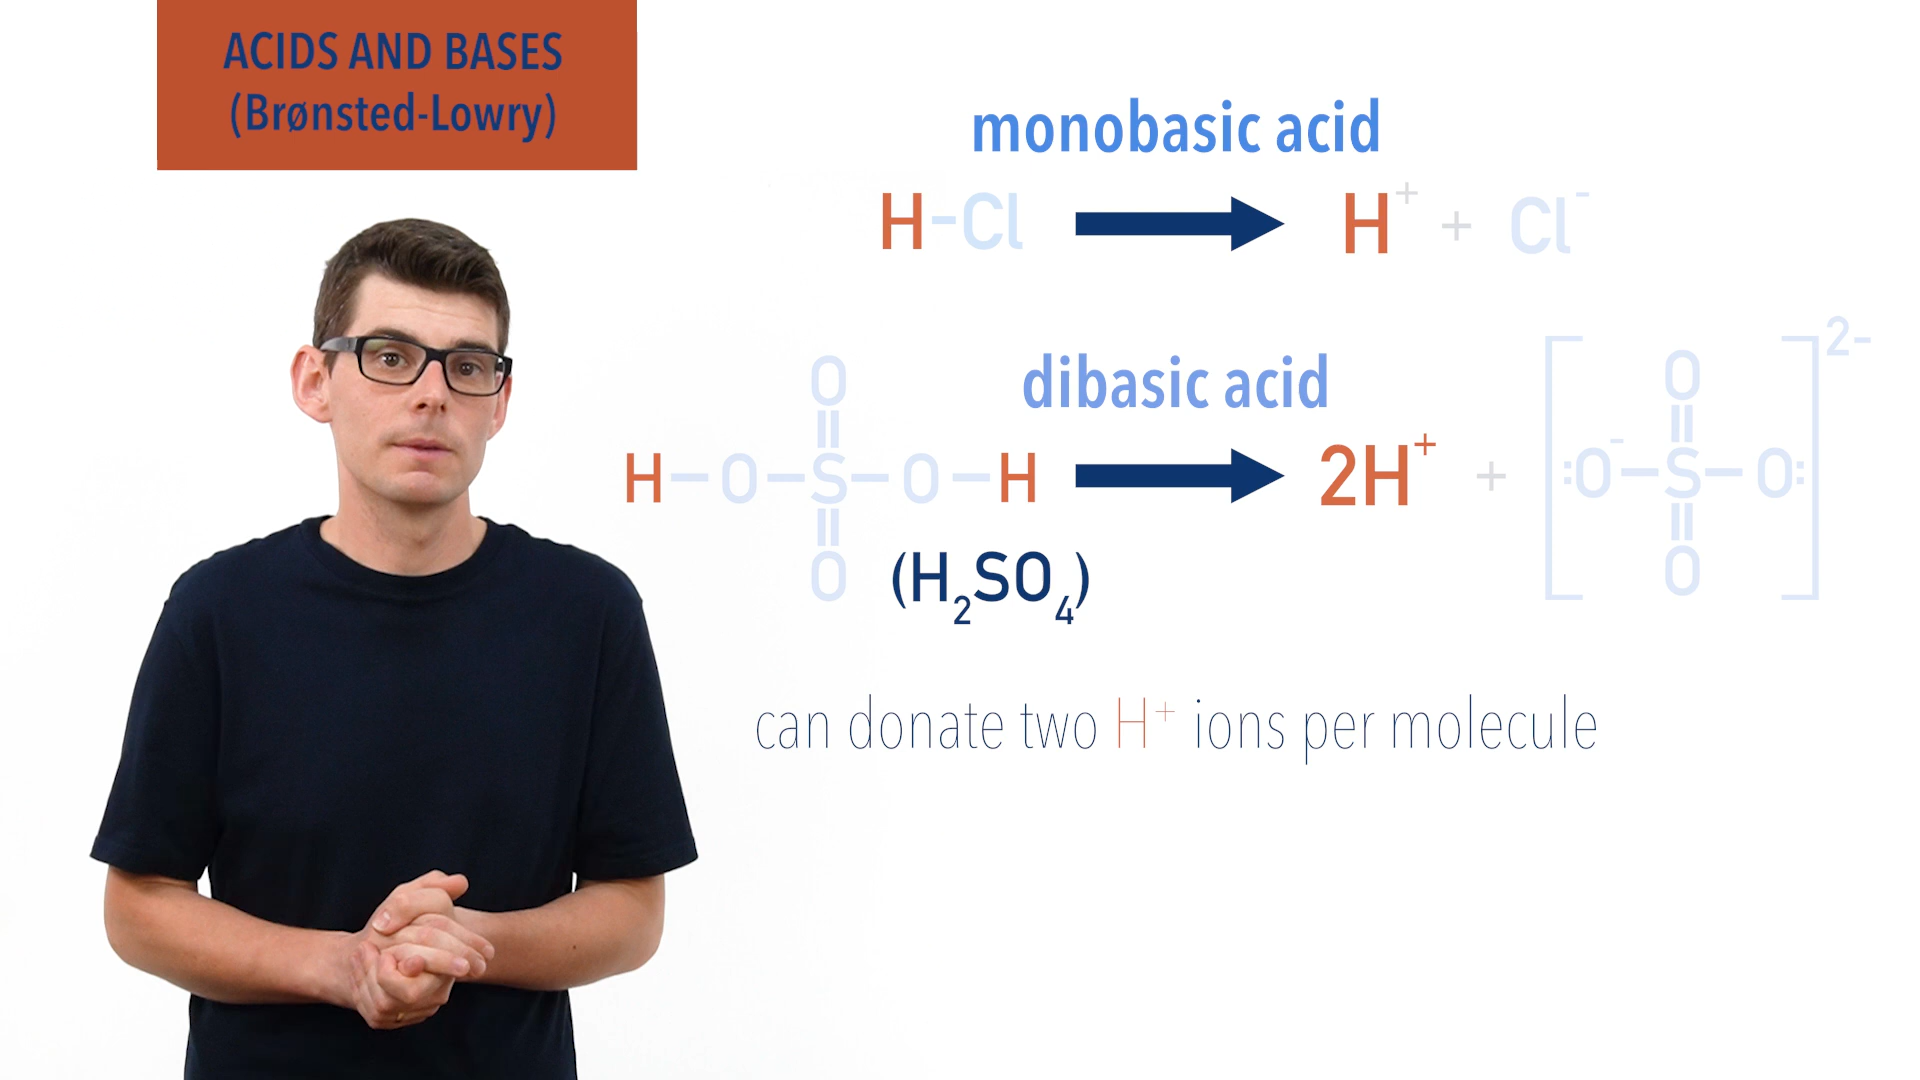 ACIDS AND BASES
(Brønsted-Lowry)
monobasic acid
H-Cl → H⁺ + Cl⁻
dibasic acid
O
||
H—O—S—O—H → 2H⁺ + [:O⁻—S—O:]²⁻
||
O
O
||
||
O
(H₂SO₄)
can donate two H⁺ ions per molecule